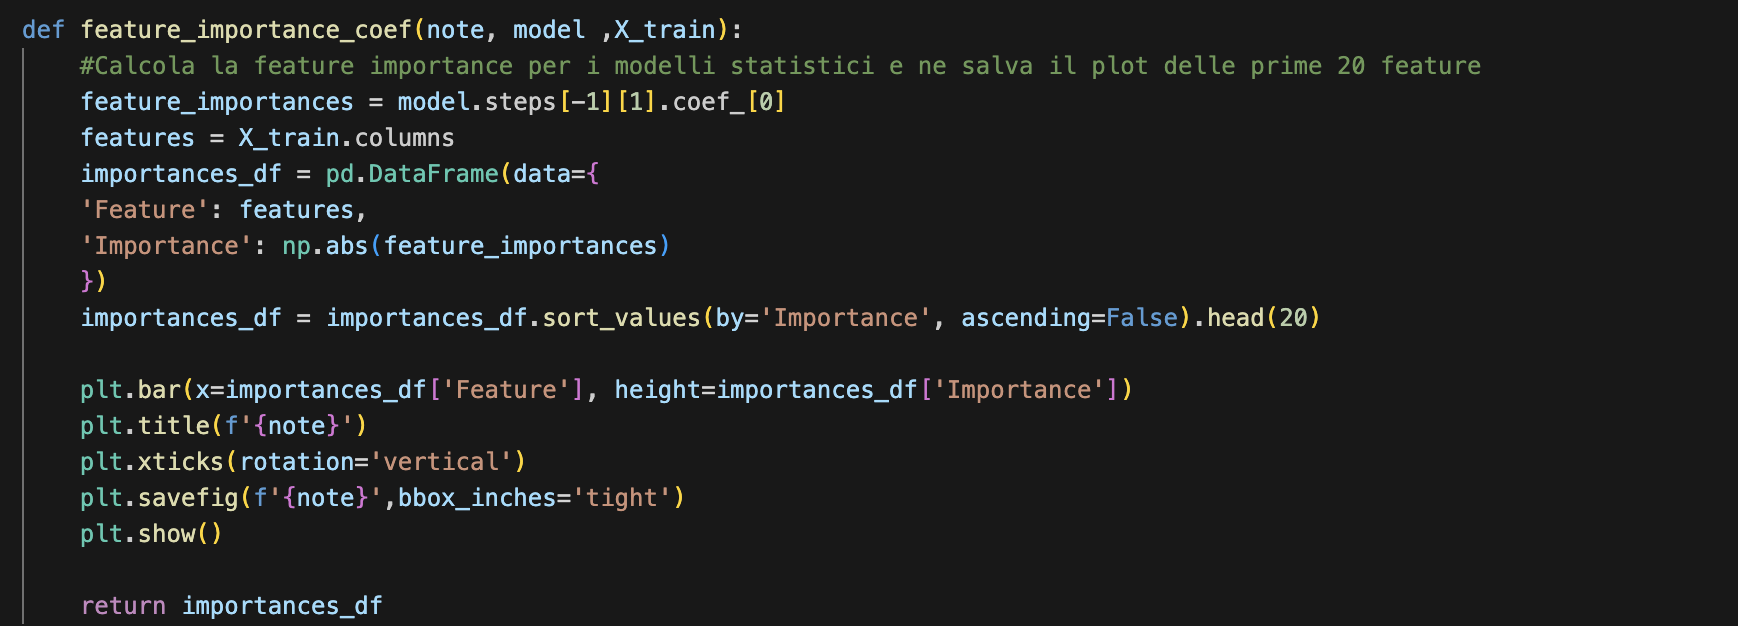 def feature_importance_coef(note, model ,X_train):
    #Calcola la feature importance per i modelli statistici e ne salva il plot delle prime 20 feature
    feature_importances = model.steps[-1][1].coef_[0]
    features = X_train.columns
    importances_df = pd.DataFrame(data={
    'Feature': features,
    'Importance': np.abs(feature_importances)
    })
    importances_df = importances_df.sort_values(by='Importance', ascending=False).head(20)

    plt.bar(x=importances_df['Feature'], height=importances_df['Importance'])
    plt.title(f'{note}')
    plt.xticks(rotation='vertical')
    plt.savefig(f'{note}',bbox_inches='tight')
    plt.show()

    return importances_df